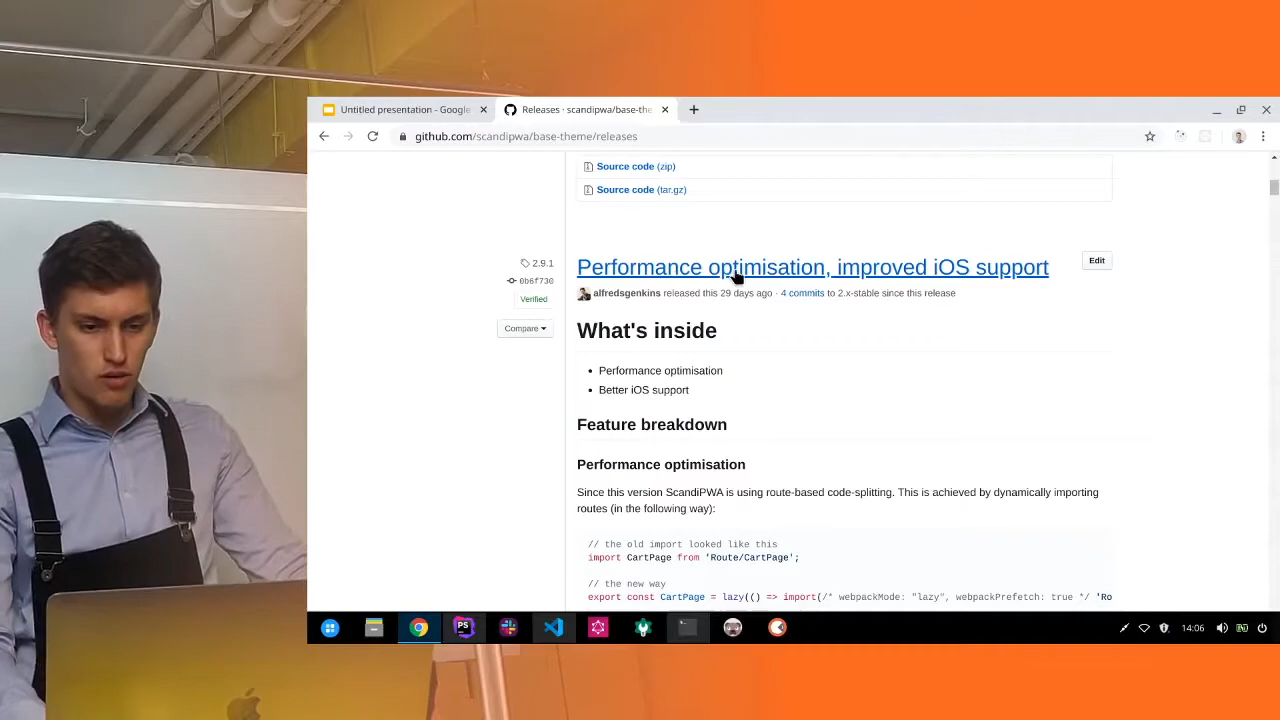 Untitled presentation - Google
Releases · scandipwa/base-the
github.com/scandipwa/base-theme/releases
Source code (zip)
Source code (tar.gz)
2.9.1
0b6f730
Verified
Compare
Performance optimisation, improved iOS support
Edit
alfredsgenkins released this 29 days ago · 4 commits to 2.x-stable since this release
What's inside
Performance optimisation
Better iOS support
Feature breakdown
Performance optimisation
Since this version ScandiPWA is using route-based code-splitting. This is achieved by dynamically importing
routes (in the following way):
// the old import looked like this
import CartPage from 'Route/CartPage';
// the new way
export const CartPage = lazy(() => import(/* webpackMode: "lazy", webpackPrefetch: true */ 'Ro
PS
14:06